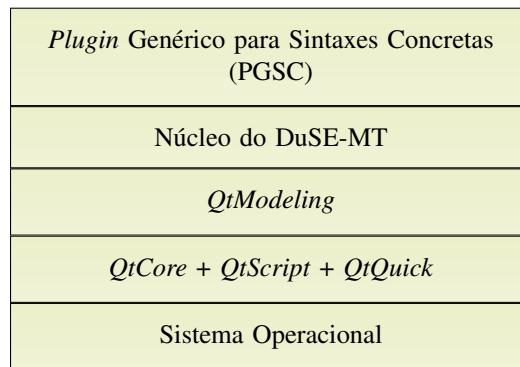 Plugin Genérico para Sintaxes Concretas
(PGSC)
Núcleo do DuSE-MT
QtModeling
QtCore + QtScript + QtQuick
Sistema Operacional